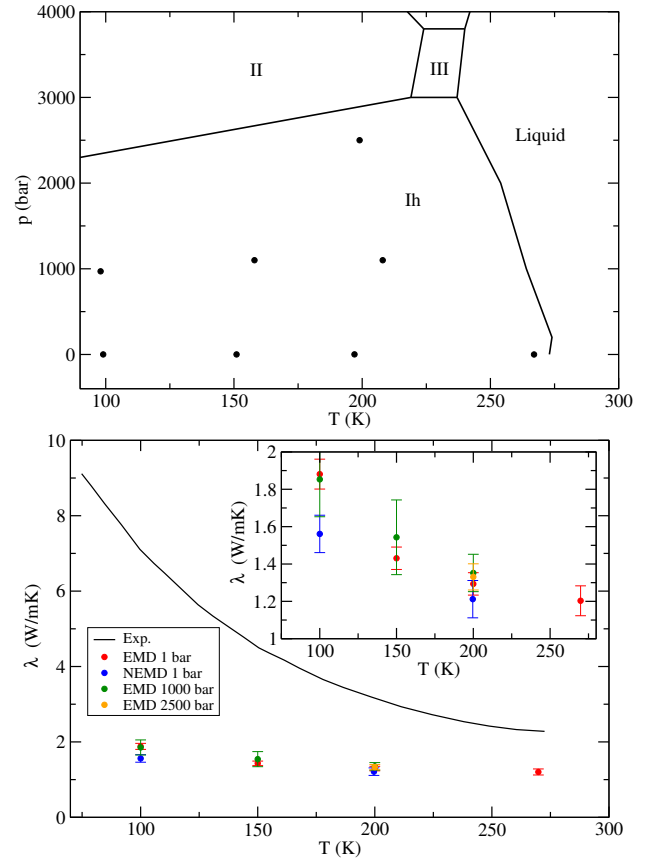 4000
3000
2000
1000
0
p (bar)
II
III
Liquid
Ih
100
150
200
250
300
T (K)
10
8
6
4
2
0
λ (W/mK)
Exp.
EMD 1 bar
NEMD 1 bar
EMD 1000 bar
EMD 2500 bar
2
1.8
1.6
1.4
1.2
1
λ (W/mK)
100
150
200
250
T (K)
100
150
200
250
300
T (K)